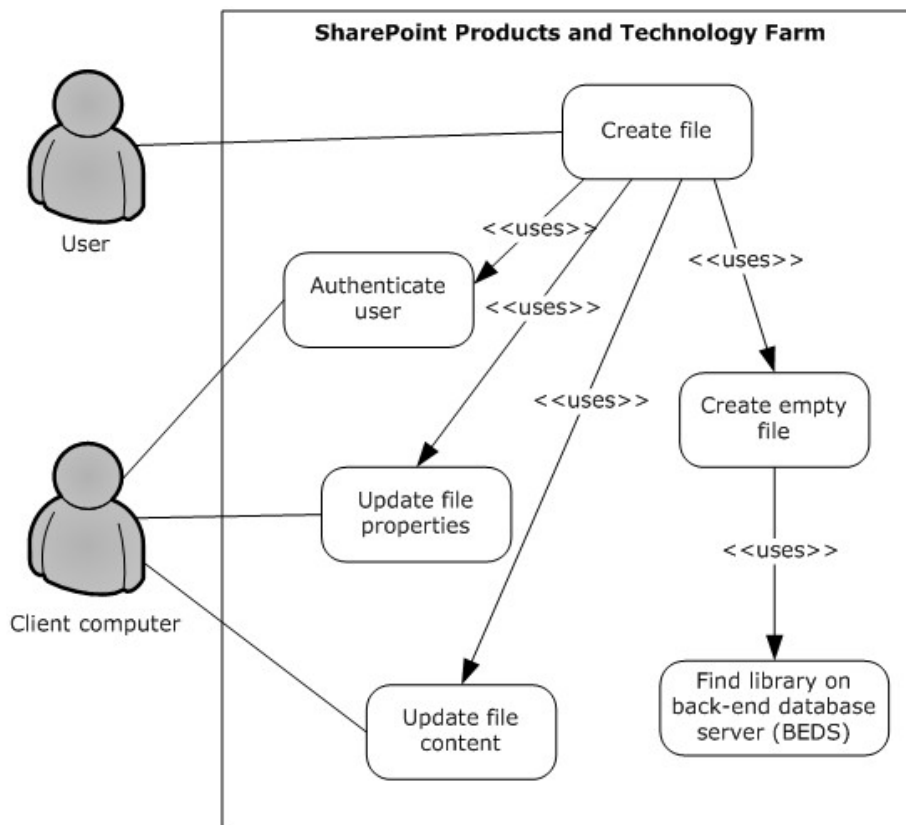 SharePoint Products and Technology Farm
Create file
User
<<uses>>
<<uses>>
Authenticate
user
<<uses>>
<<uses>>
Create empty
file
Update file
properties
<<uses>>
Client computer
Find library on
back-end database
server (BEDS)
Update file
content